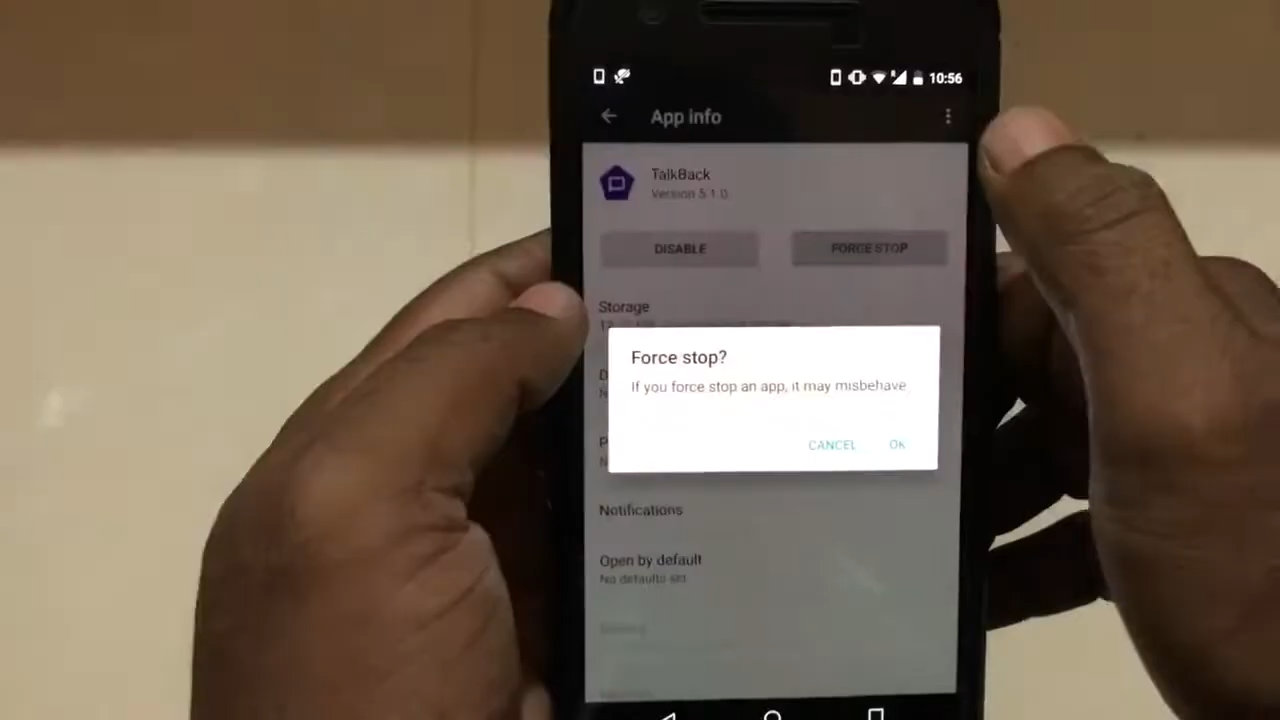 10:56
App info
TalkBack
Version 5.1.0
DISABLE FORCE STOP
Storage
Force stop?
If you force stop an app, it may misbehave
CANCEL OK
Notifications
Open by default
No defaults set